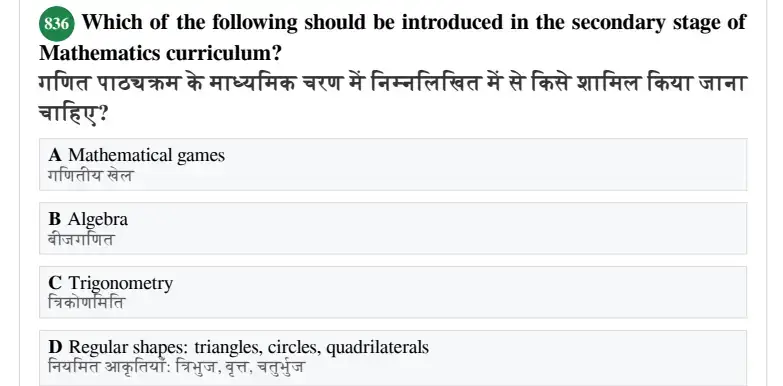 836 Which of the following should be introduced in the secondary stage of
Mathematics curriculum?
गणित पाठ्यक्रम के माध्यमिक चरण में निम्नलिखित में से किसे शामिल किया जाना
चाहिए?
A Mathematical games
गणितीय खेल
B Algebra
बीजगणित
C Trigonometry
त्रिकोणमिति
D Regular shapes: triangles, circles, quadrilaterals
नियमित आकृतियाँ: त्रिभुज, वृत्त, चतुर्भुज